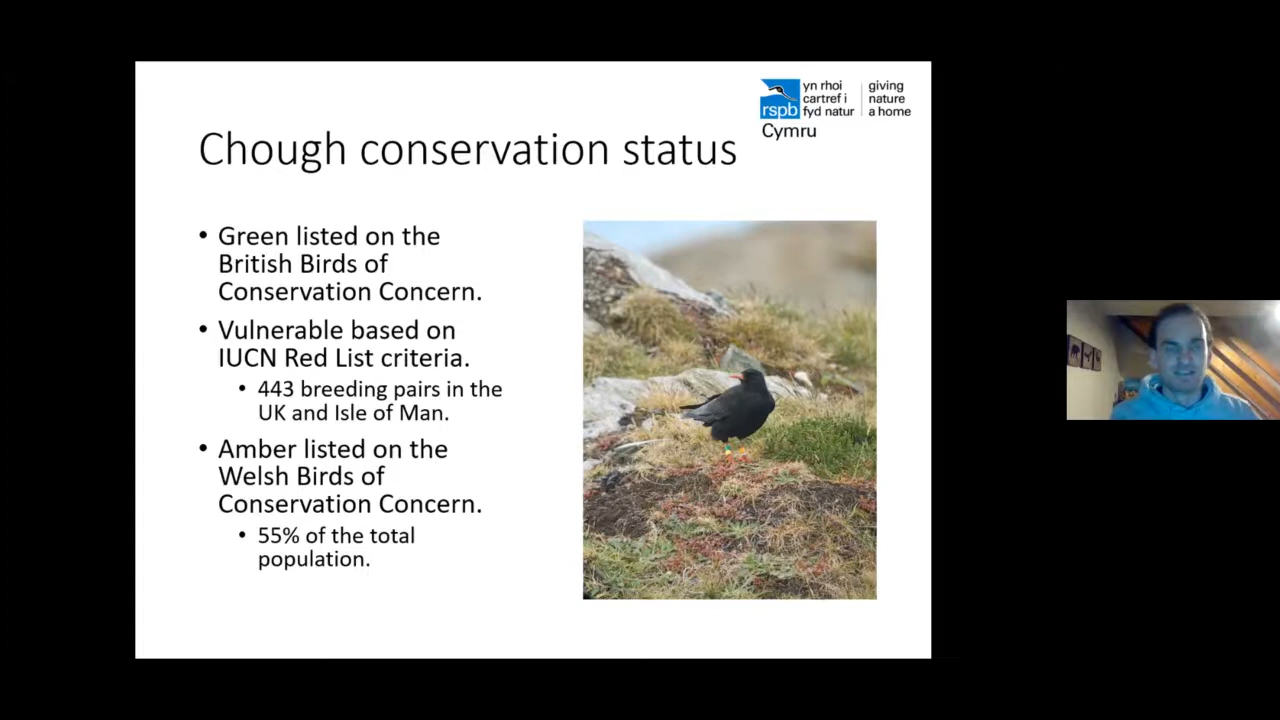 yn rhoi
cartref i
fyd natur
giving
nature
a home
rspb
Cymru
Chough conservation status
• Green listed on the
British Birds of
Conservation Concern.
• Vulnerable based on
IUCN Red List criteria.
• 443 breeding pairs in the
UK and Isle of Man.
• Amber listed on the
Welsh Birds of
Conservation Concern.
• 55% of the total
population.